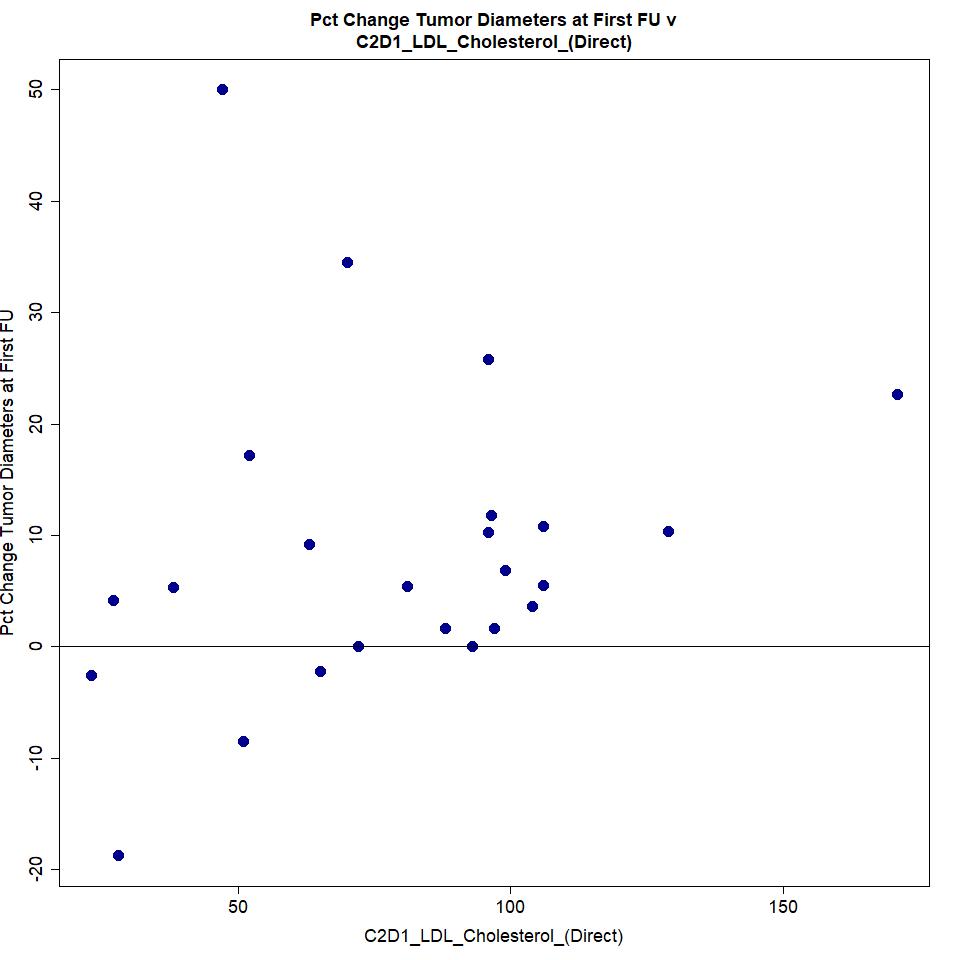 Pct Change Tumor Diameters at First FU v
C2D1_LDL_Cholesterol_(Direct)
Pct Change Tumor Diameters at First FU
50
40
30
20
10
0
-10
-20
50 100 150
C2D1_LDL_Cholesterol_(Direct)